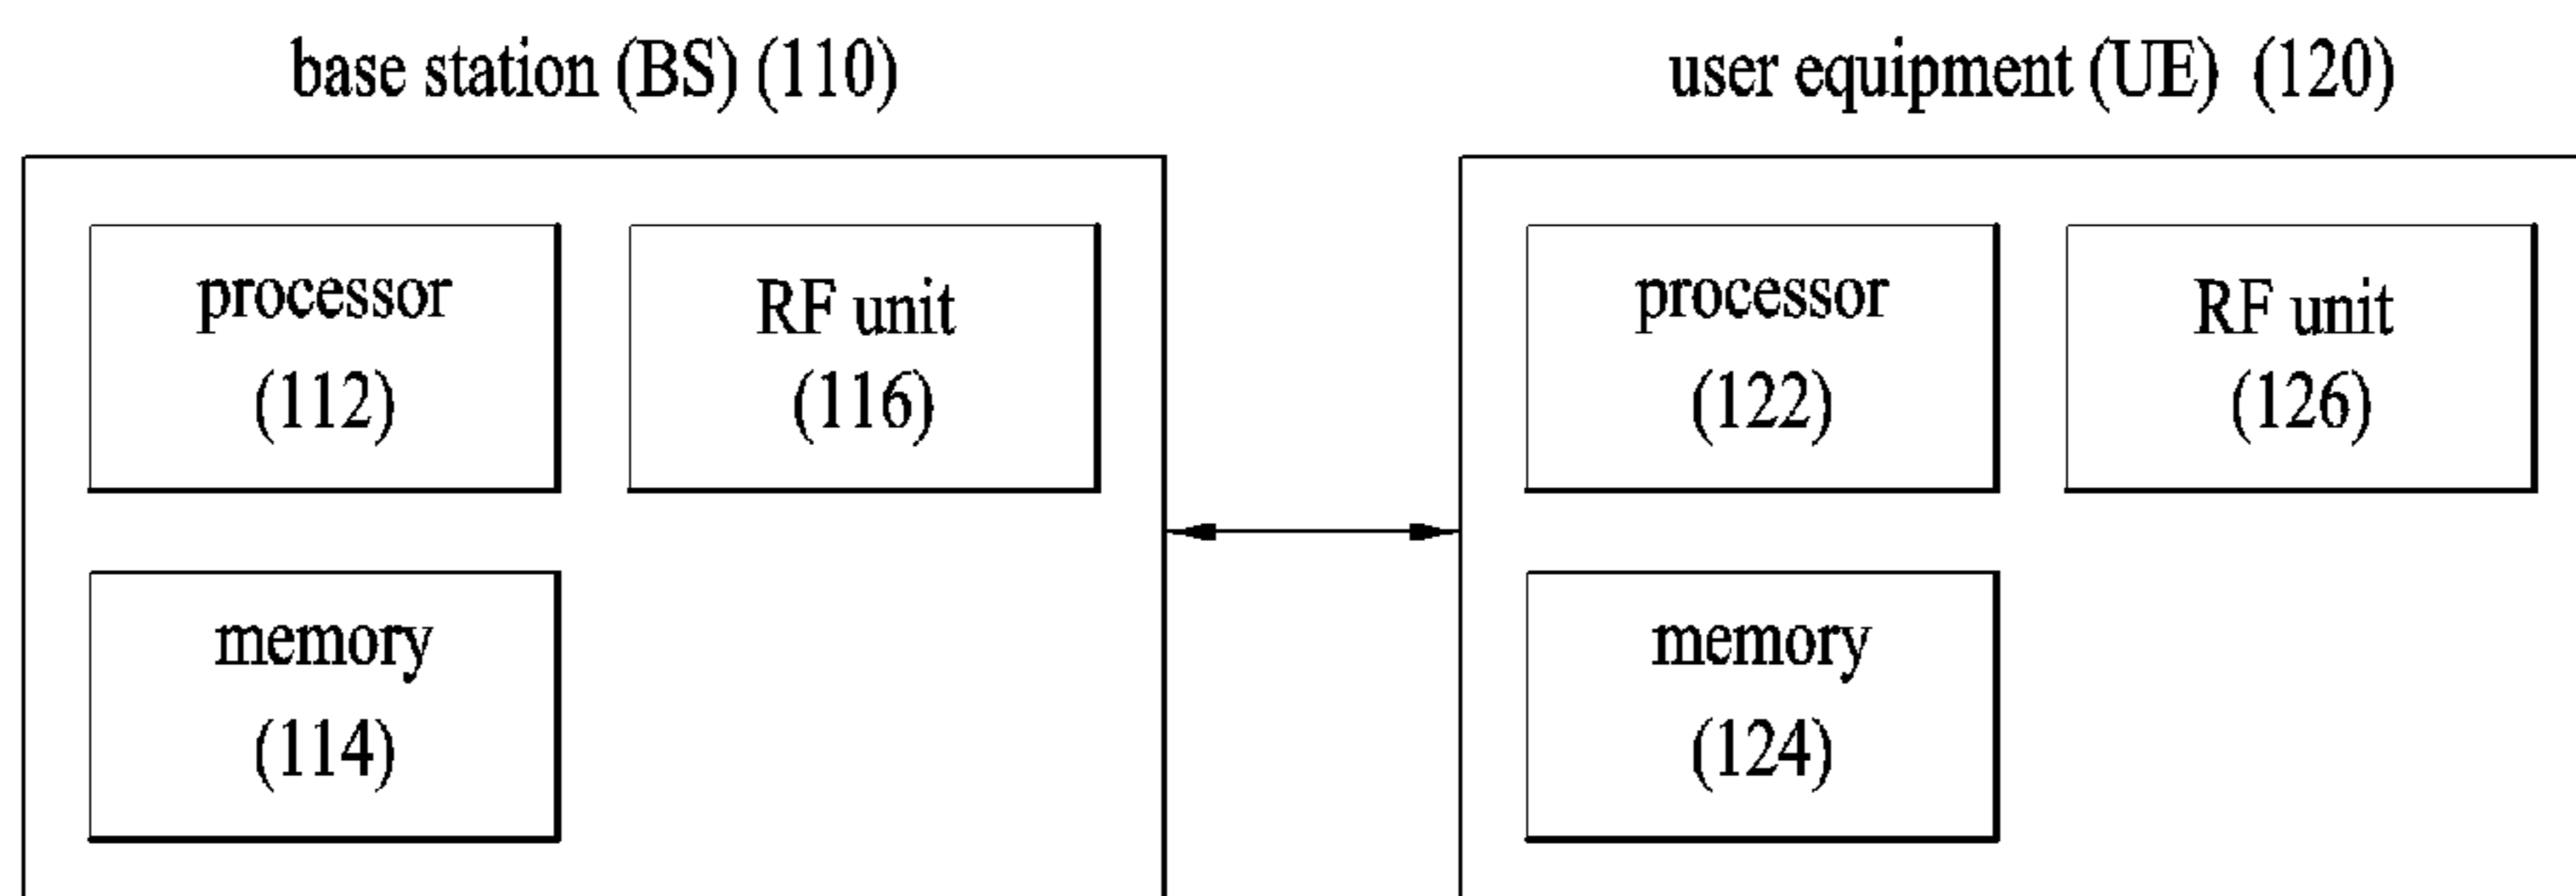 base station (BS) (110)
user equipment (UE) (120)
processor
(112)
RF unit
(116)
memory
(114)
processor
(122)
RF unit
(126)
memory
(124)